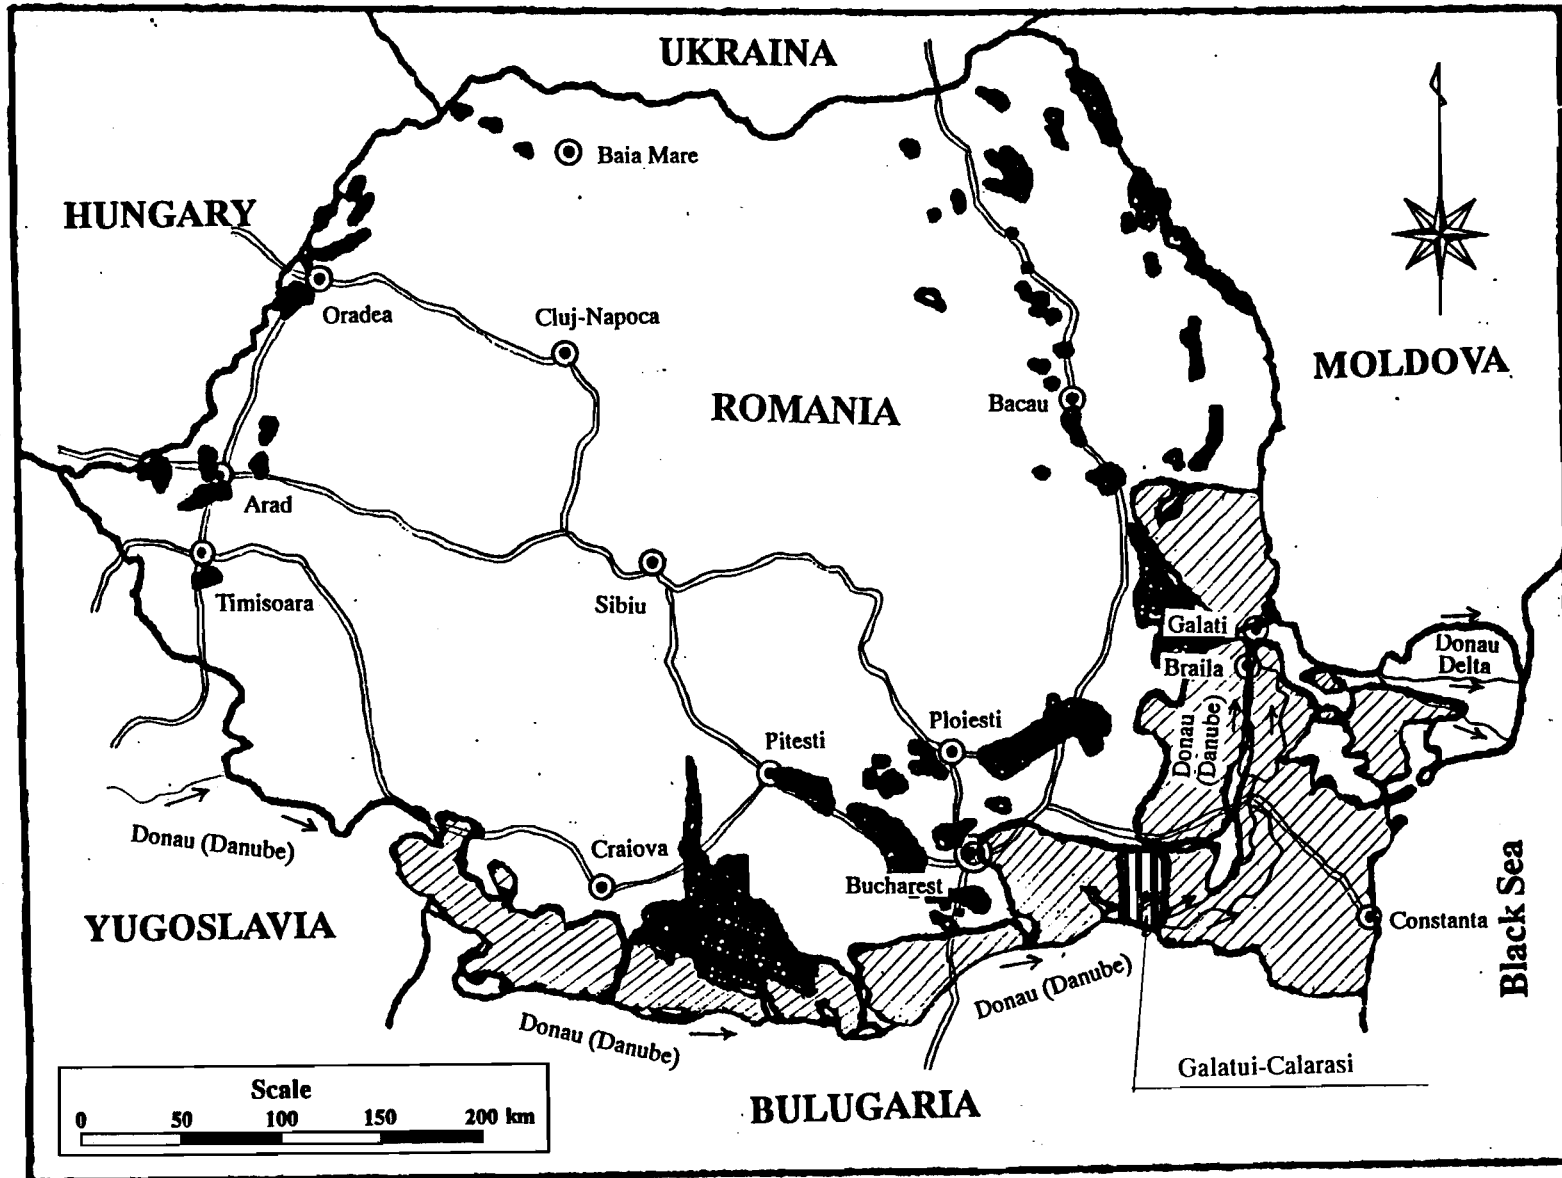 UKRAINA
Baia Mare
HUNGARY
Oradea
Cluj-Napoca
MOLDOVA
ROMANIA
Bacau
Arad
Timisoara
Sibiu
Galati
Braila
Donau
Delta
Donau
(Danube)
Ploiesti
Pitesti
Donau (Danube)
Craiova
Bucharest
YUGOSLAVIA
Constanta
Black Sea
Donau (Danube)
Donau (Danube)
Galatui-Calarasi
Scale
0 50 100 150 200 km
BULUGARIA